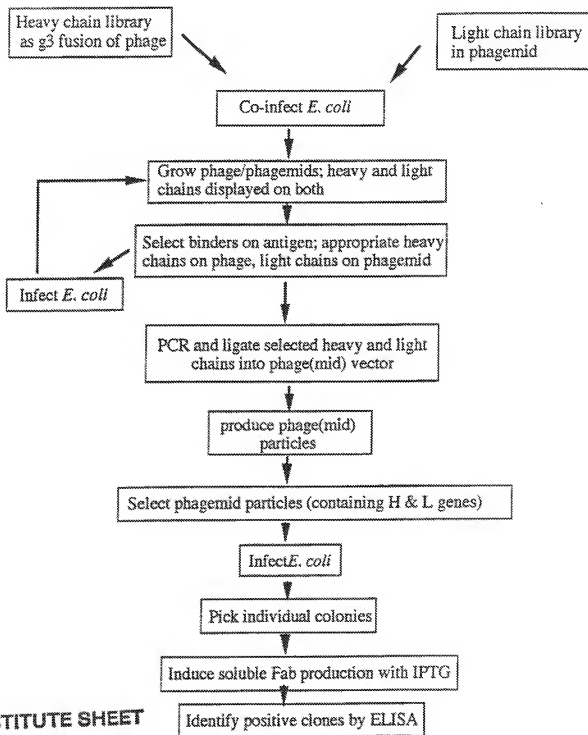 Heavy chain library
as g3 fusion of phage
Light chain library
in phagemid
Co-infect E. coli
Grow phage/phagemids; heavy and light
chains displayed on both
Select binders on antigen; appropriate heavy
chains on phage, light chains on phagemid
Infect E. coli
PCR and ligate selected heavy and light
chains into phage(mid) vector
produce phage(mid)
particles
Select phagemid particles (containing H & L genes)
InfectE. coli
Pick individual colonies
Induce soluble Fab production with IPTG
STITUTE SHEET
Identify positive clones by ELISA